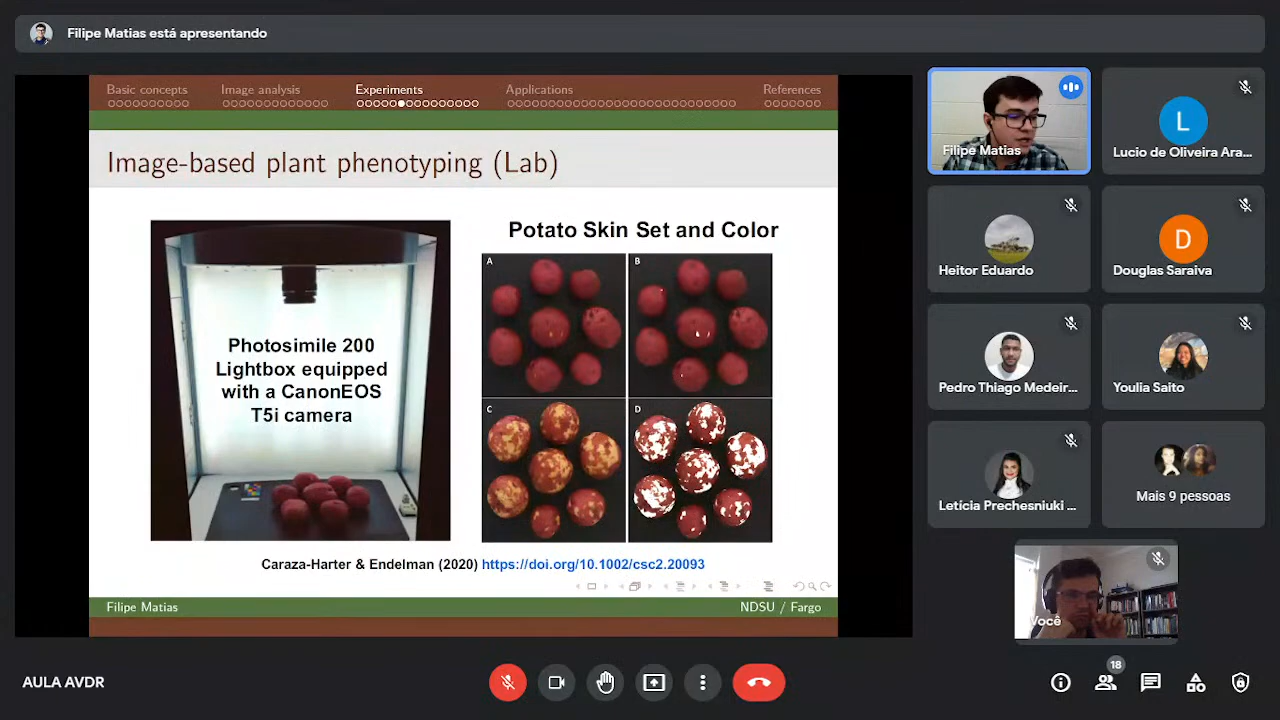 Filipe Matias está apresentando
Basic concepts
Image analysis
Experiments
Applications
References
Image-based plant phenotyping (Lab)
Photosimile 200
Lightbox equipped
with a CanonEOS
T5i camera
Potato Skin Set and Color
A
B
C
D
Caraza-Harter & Endelman (2020) https://doi.org/10.1002/csc2.20093
Filipe Matias
NDSU / Fargo
Filipe Matias
L
Lucio de Oliveira Ara...
Heitor Eduardo
D
Douglas Saraiva
Pedro Thiago Medeir...
Youlia Saito
Letícia Prechesniuki ...
Mais 9 pessoas
Você
AULA AVDR
18